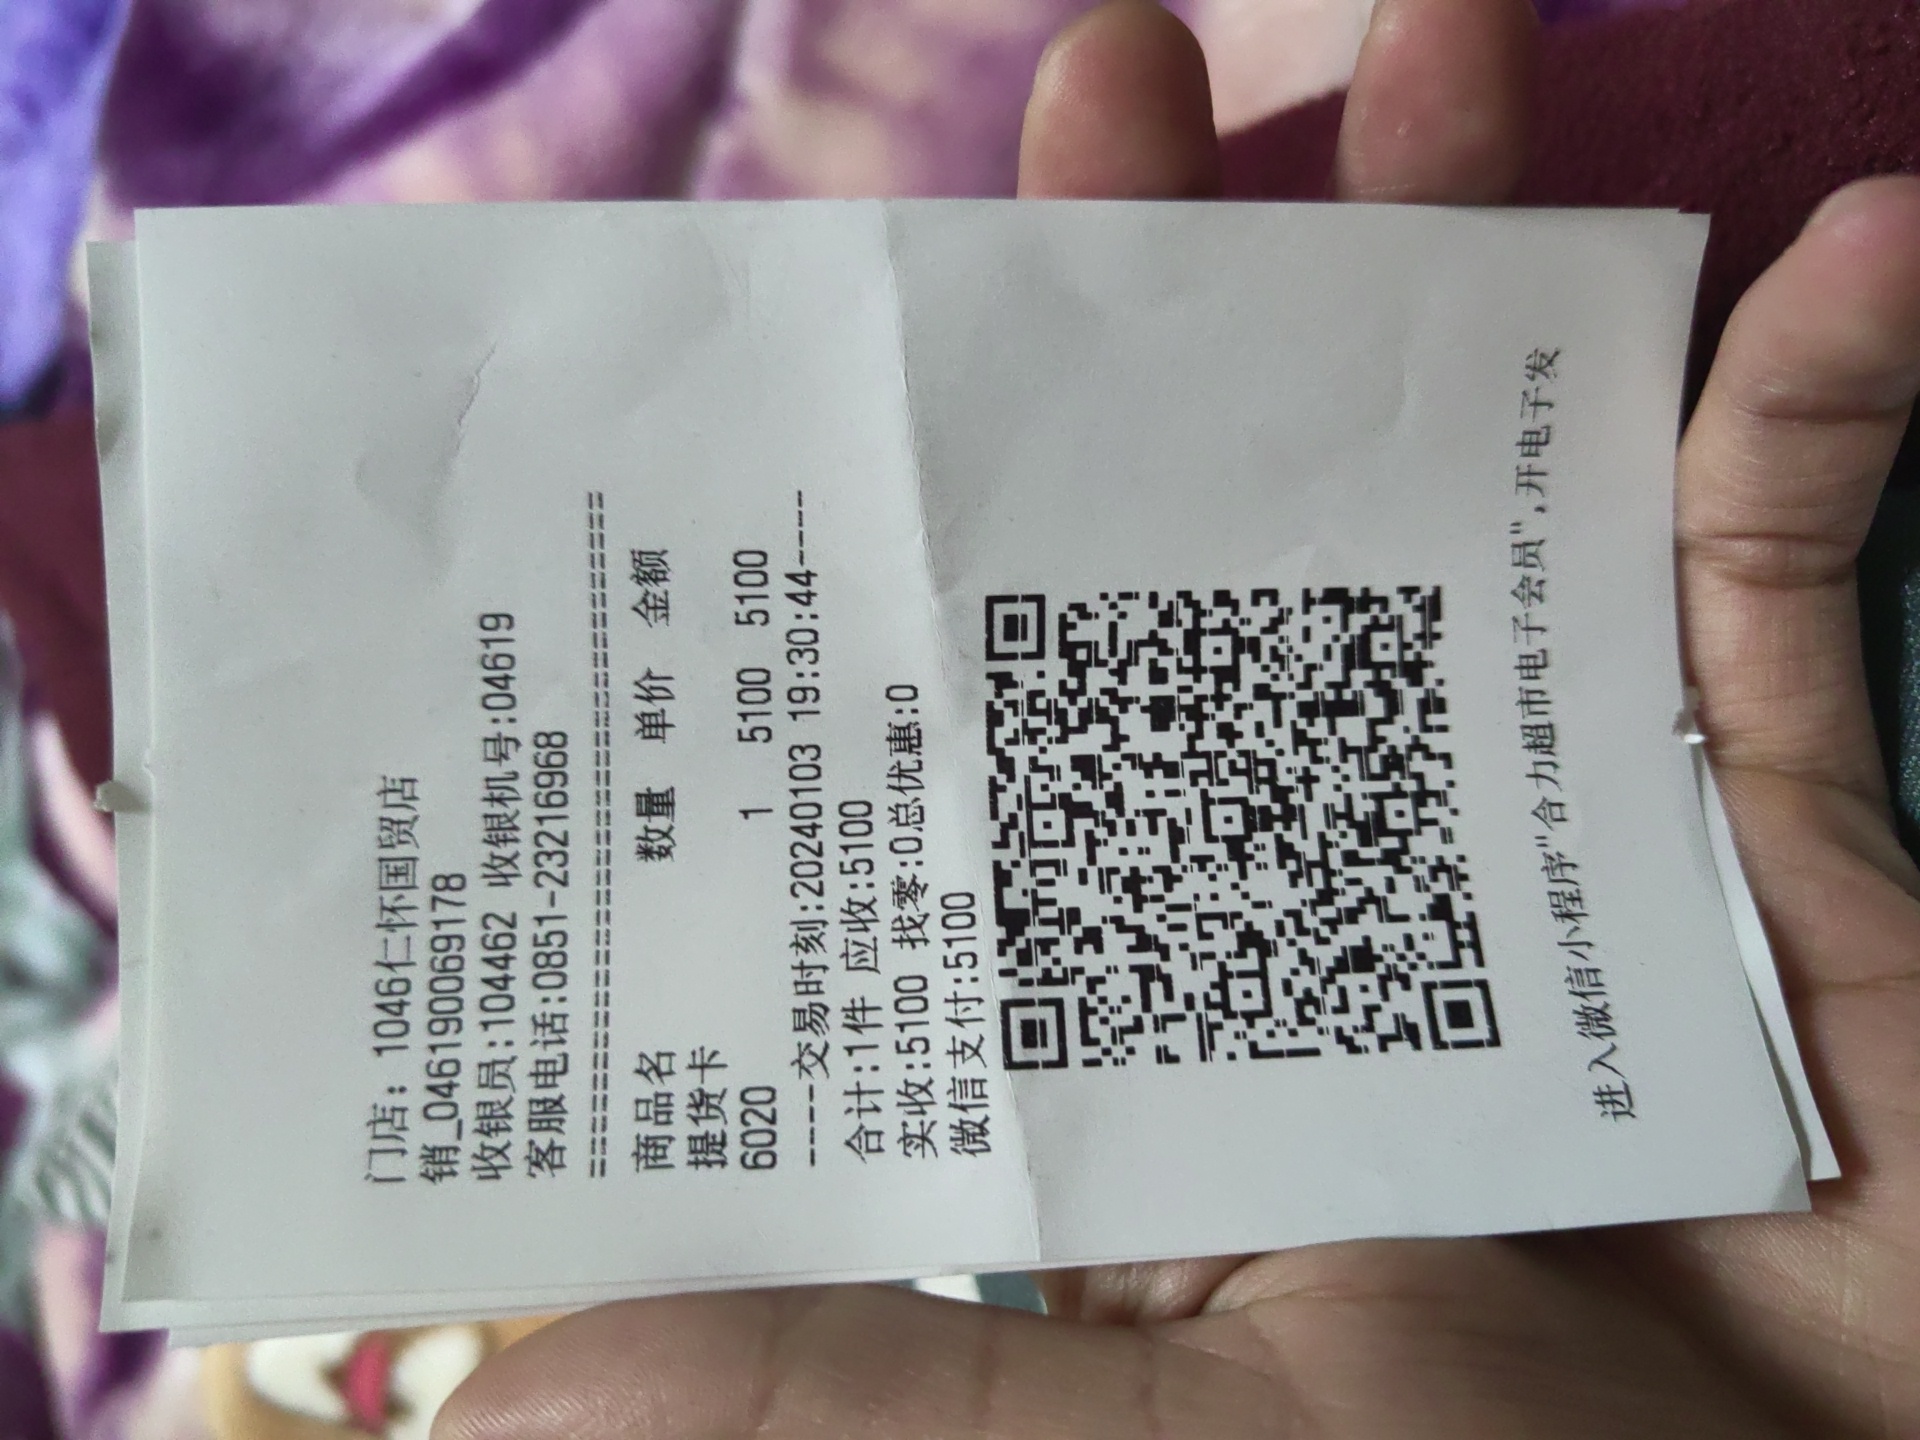 门店: 1046仁怀国贸店
销_0461900069178
收银员:104462 收银机号:04619
客服电话:0851-23216968
========================================
商品名 数量 单价 金额
提货卡
6020 1 5100 5100
-----交易时刻:20240103 19:30:44----
合计:1件 应收:5100
实收:5100 找零:0总优惠:0
微信支付:5100
进入微信小程序"合力超市电子会员",开电子发